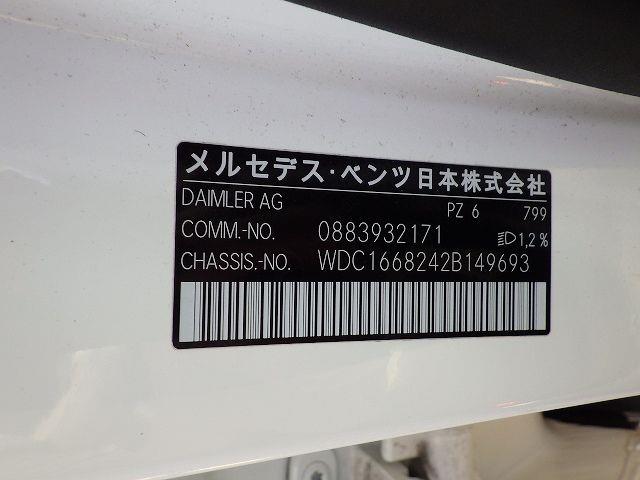 メルセデス・ベンツ日本株式会社
DAIMLER AG PZ 6 799
COMM.-NO. 0883932171 1,2 %
CHASSIS.-NO. WDC1668242B149693